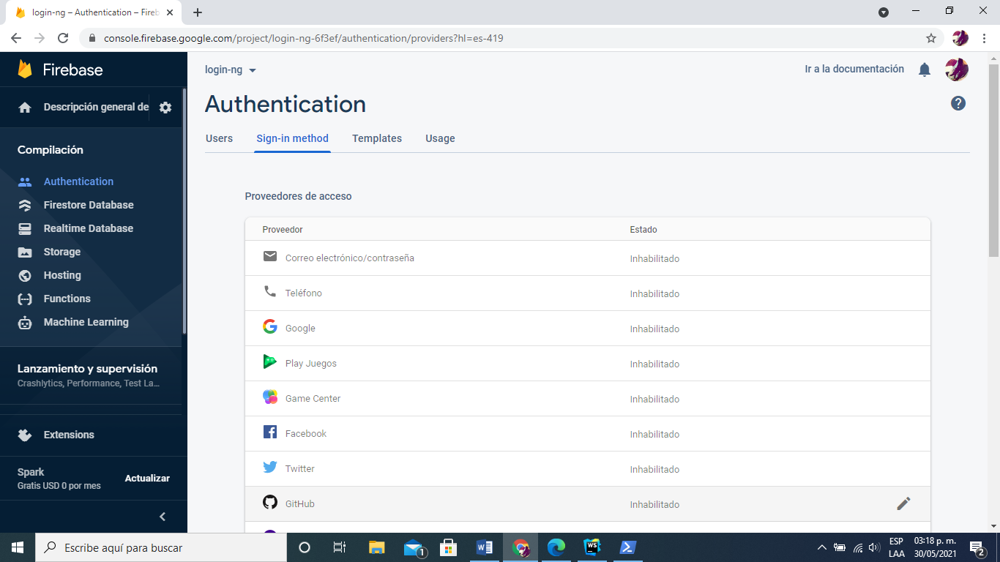 login-ng – Authentication – Fireb
console.firebase.google.com/project/login-ng-6f3ef/authentication/providers?hl=es-419
Firebase
Descripción general de
Compilación
Authentication
Firestore Database
Realtime Database
Storage
Hosting
Functions
Machine Learning
Lanzamiento y supervisión
Crashlytics, Performance, Test La...
Extensions
Spark
Gratis USD 0 por mes
Actualizar
login-ng
Ir a la documentación
Authentication
Users Sign-in method Templates Usage
Proveedores de acceso
Proveedor Estado
Correo electrónico/contraseña Inhabilitado
Teléfono Inhabilitado
Google Inhabilitado
Play Juegos Inhabilitado
Game Center Inhabilitado
Facebook Inhabilitado
Twitter Inhabilitado
GitHub Inhabilitado
Escribe aquí para buscar
1
WS
ESP 03:18 p. m.
LAA 30/05/2021
2